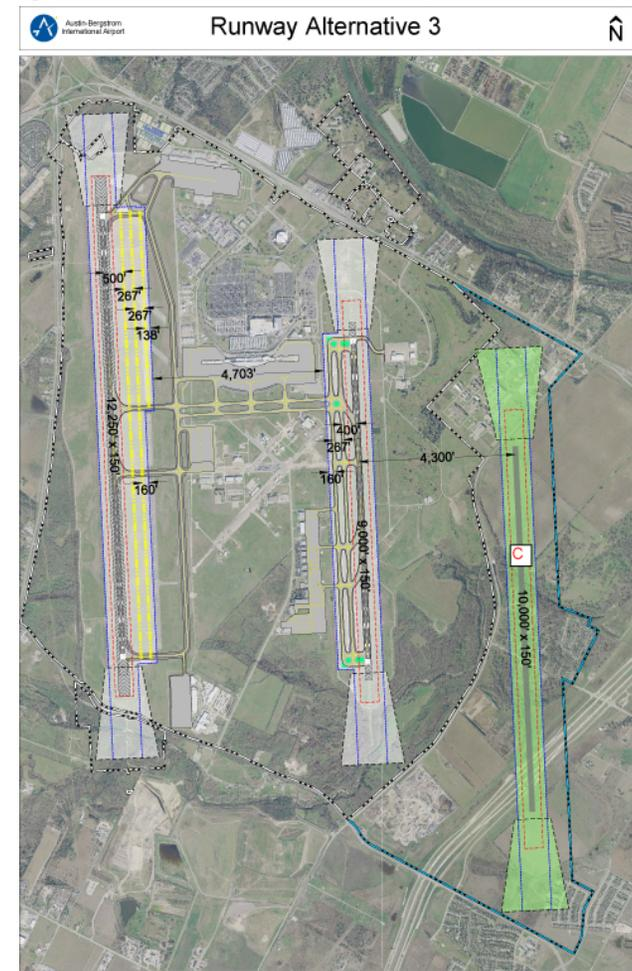 Austin-Bergstrom
International Airport
Runway Alternative 3
N
500'
267'
267'
138'
4,703'
12,250' x 150'
400'
267'
4,300'
160'
160'
9,000' x 150'
C
10,000' x 150'